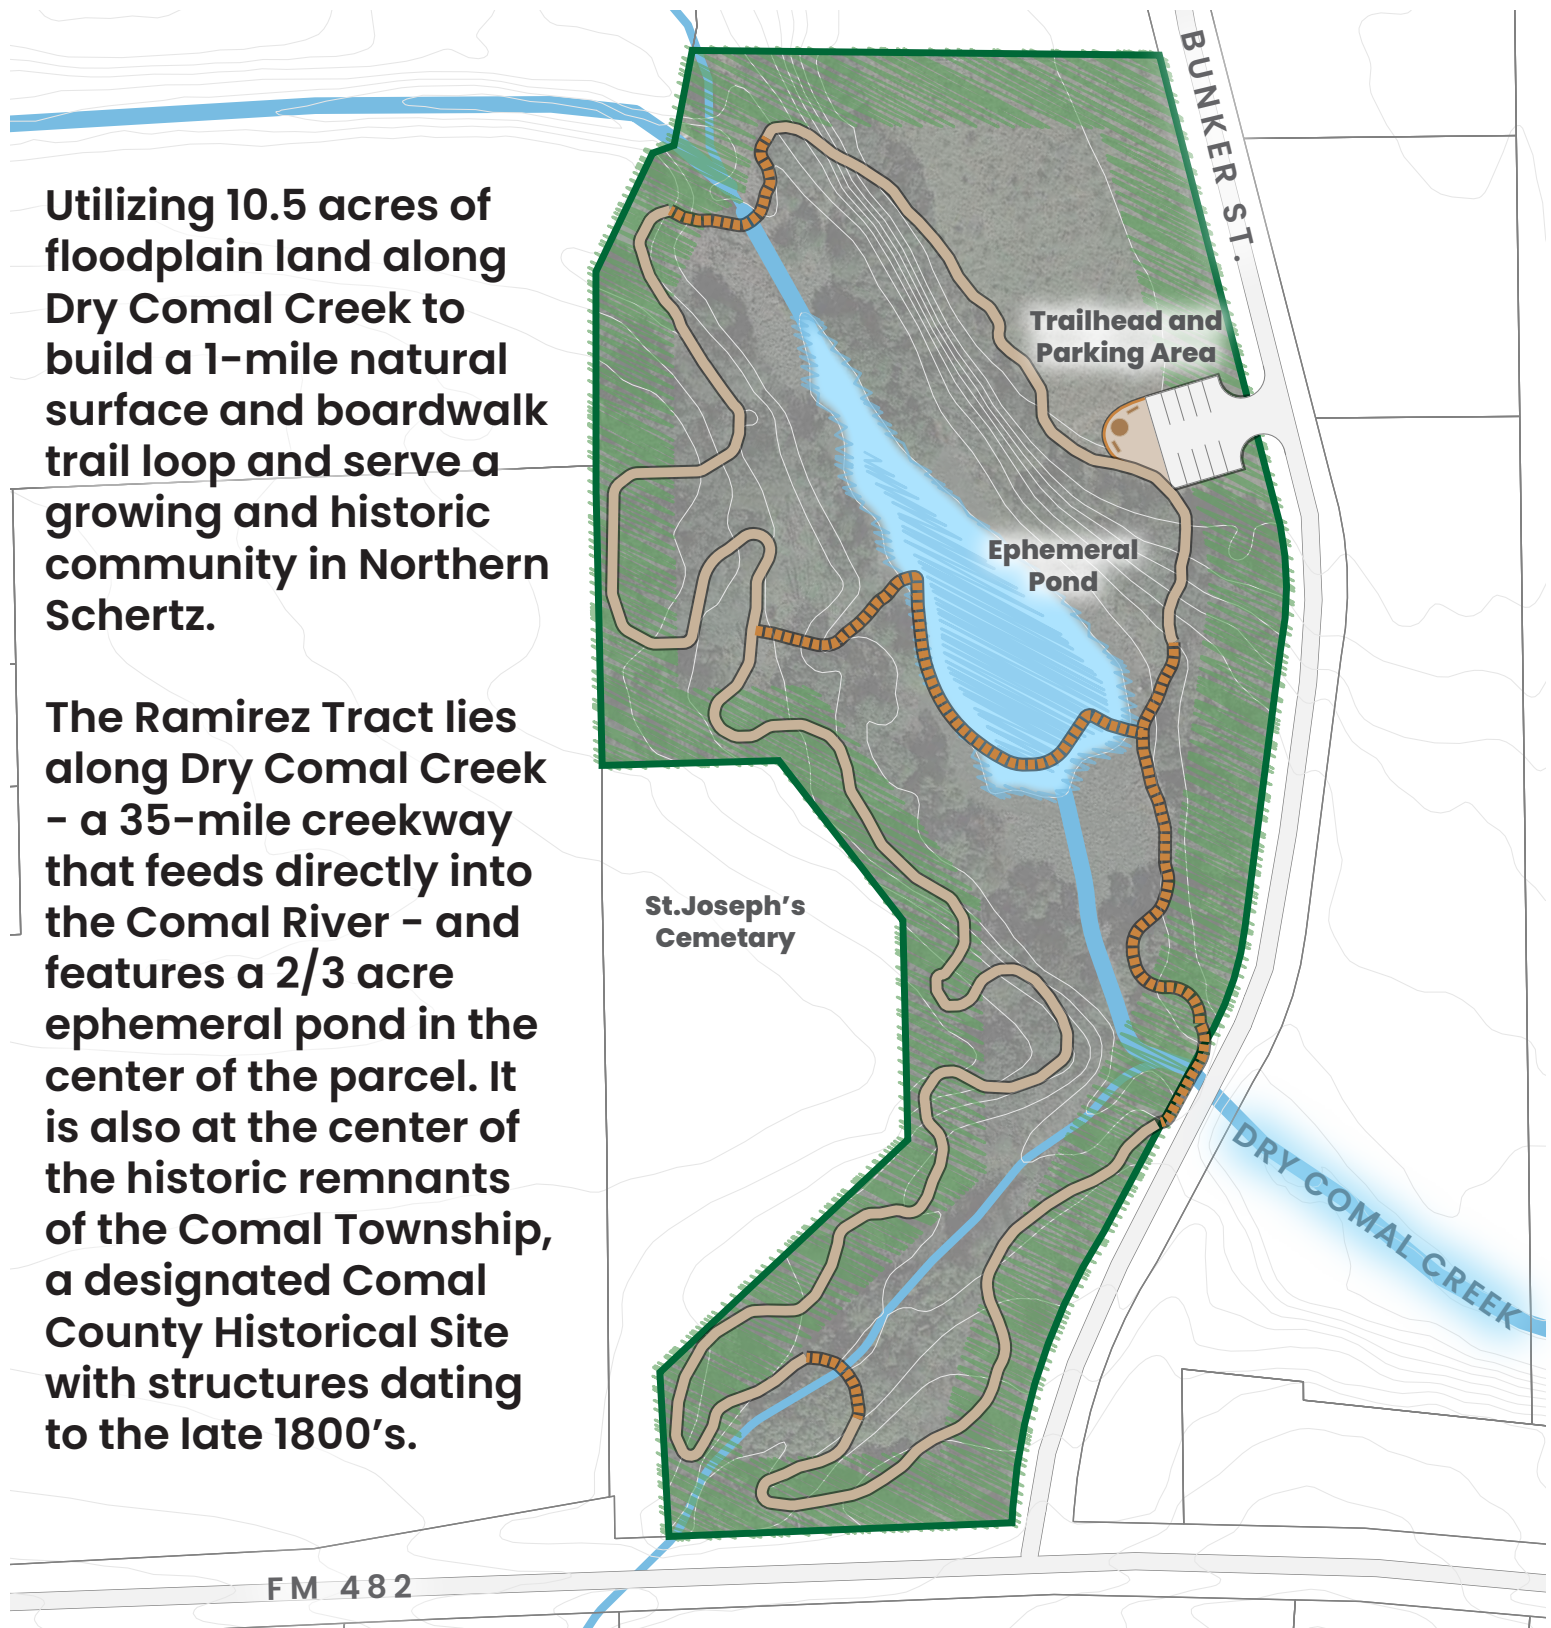 Utilizing 10.5 acres of
floodplain land along
Dry Comal Creek to
build a 1-mile natural
surface and boardwalk
trail loop and serve a
growing and historic
community in Northern
Schertz.
The Ramirez Tract lies
along Dry Comal Creek
- a 35-mile creekway
that feeds directly into
the Comal River - and
features a 2/3 acre
ephemeral pond in the
center of the parcel. It
is also at the center of
the historic remnants
of the Comal Township,
a designated Comal
County Historical Site
with structures dating
to the late 1800's.
BUNKER ST.
Trailhead and
Parking Area
Ephemeral
Pond
St.Joseph's
Cemetary
DRY COMAL CREEK
FM 482